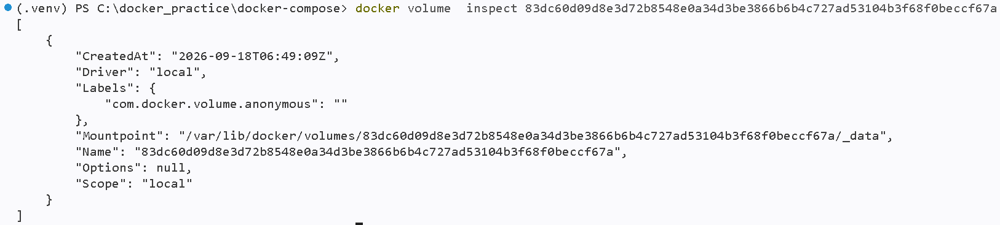 (.venv) PS C:\docker_practice\docker-compose> docker volume  inspect 83dc60d09d8e3d72b8548e0a34d3be3866b6b4c727ad53104b3f68f0beccf67a
[
    {
        "CreatedAt": "2026-09-18T06:49:09Z",
        "Driver": "local",
        "Labels": {
            "com.docker.volume.anonymous": ""
        },
        "Mountpoint": "/var/lib/docker/volumes/83dc60d09d8e3d72b8548e0a34d3be3866b6b4c727ad53104b3f68f0beccf67a/_data",
        "Name": "83dc60d09d8e3d72b8548e0a34d3be3866b6b4c727ad53104b3f68f0beccf67a",
        "Options": null,
        "Scope": "local"
    }
]